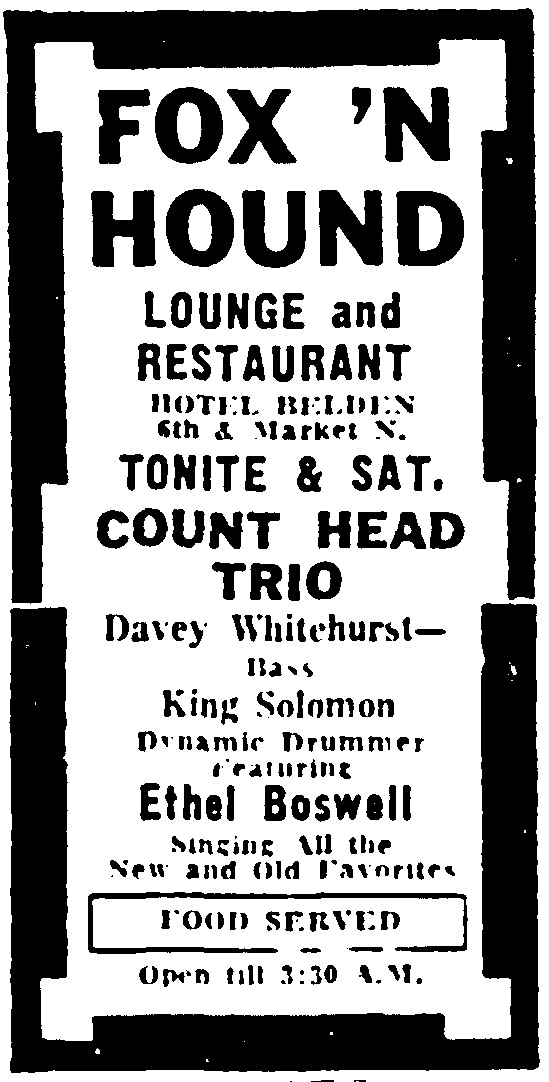 FOX 'N
HOUND
LOUNGE and
RESTAURANT
HOTEL BELDEN
6th & Market N.
TONITE & SAT.
COUNT HEAD
TRIO
Davey Whitehurst—
Bass
King Solomon
Dynamic Drummer
Featuring
Ethel Boswell
Singing All the
New and Old Favorites
FOOD SERVED
Open till 3:30 A.M.